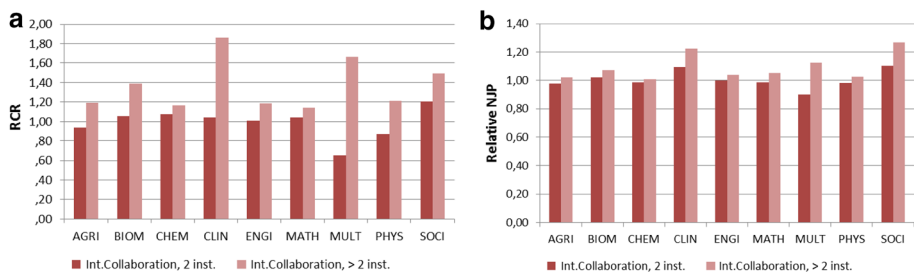 a
2,00
1,80
1,60
1,40
1,20
1,00
,80
,60
,40
,20
,00
RCR
AGRI BIOM CHEM CLIN ENGI MATH MULT PHYS SOCI
Int.Collaboration, 2 inst. Int.Collaboration, > 2 inst.
b
1,40
1,20
1,00
0,80
0,60
0,40
0,20
0,00
Relative NJP
AGRI BIOM CHEM CLIN ENGI MATH MULT PHYS SOCI
Int.Collaboration, 2 inst. Int.Collaboration, > 2 inst.